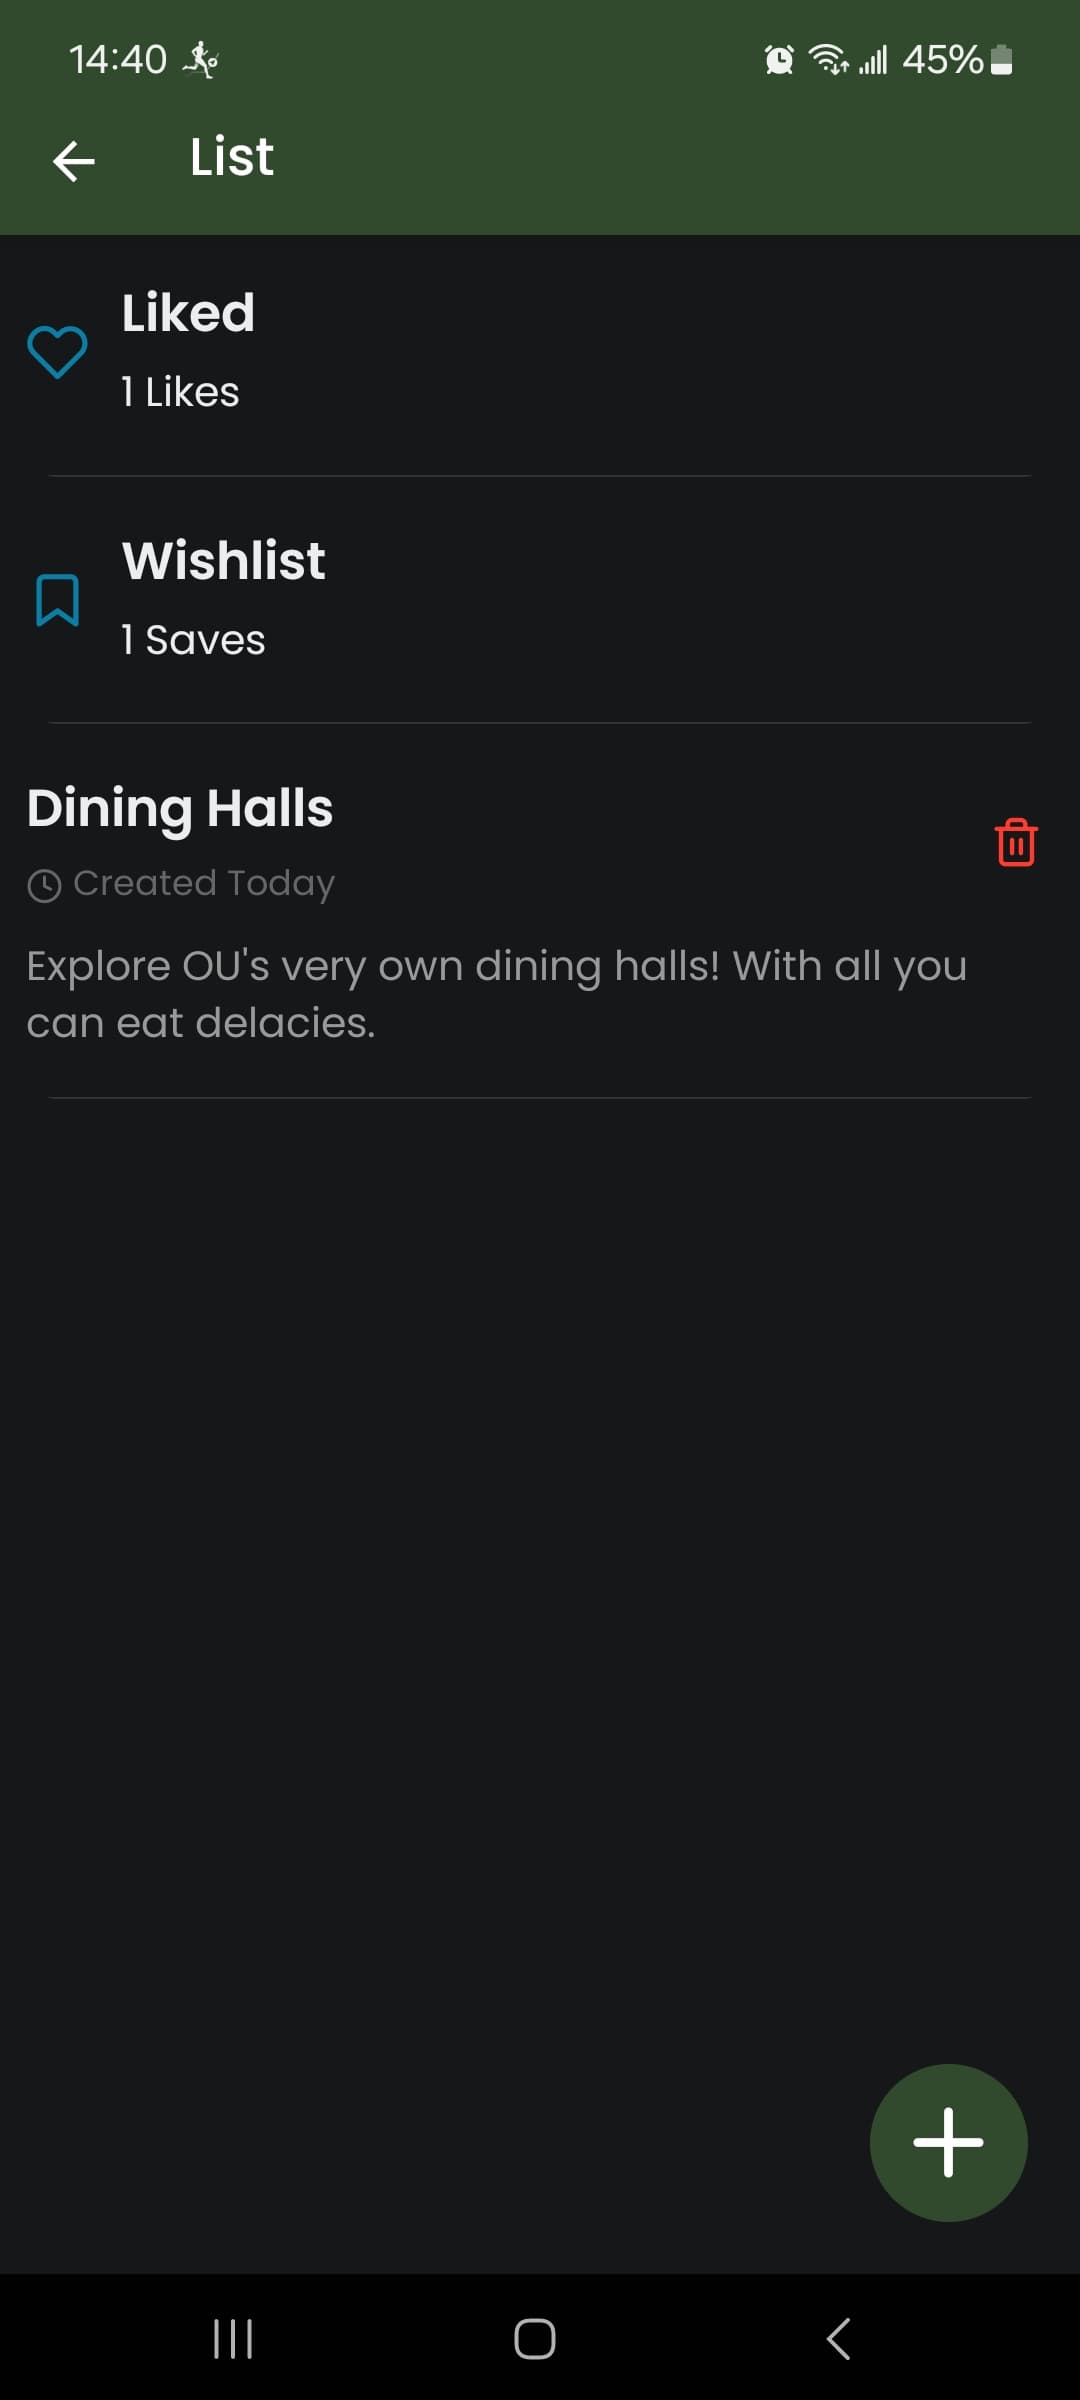 14:40 45%
List
Liked
1 Likes
Wishlist
1 Saves
Dining Halls
Created Today
Explore OU's very own dining halls! With all you
can eat delacies.